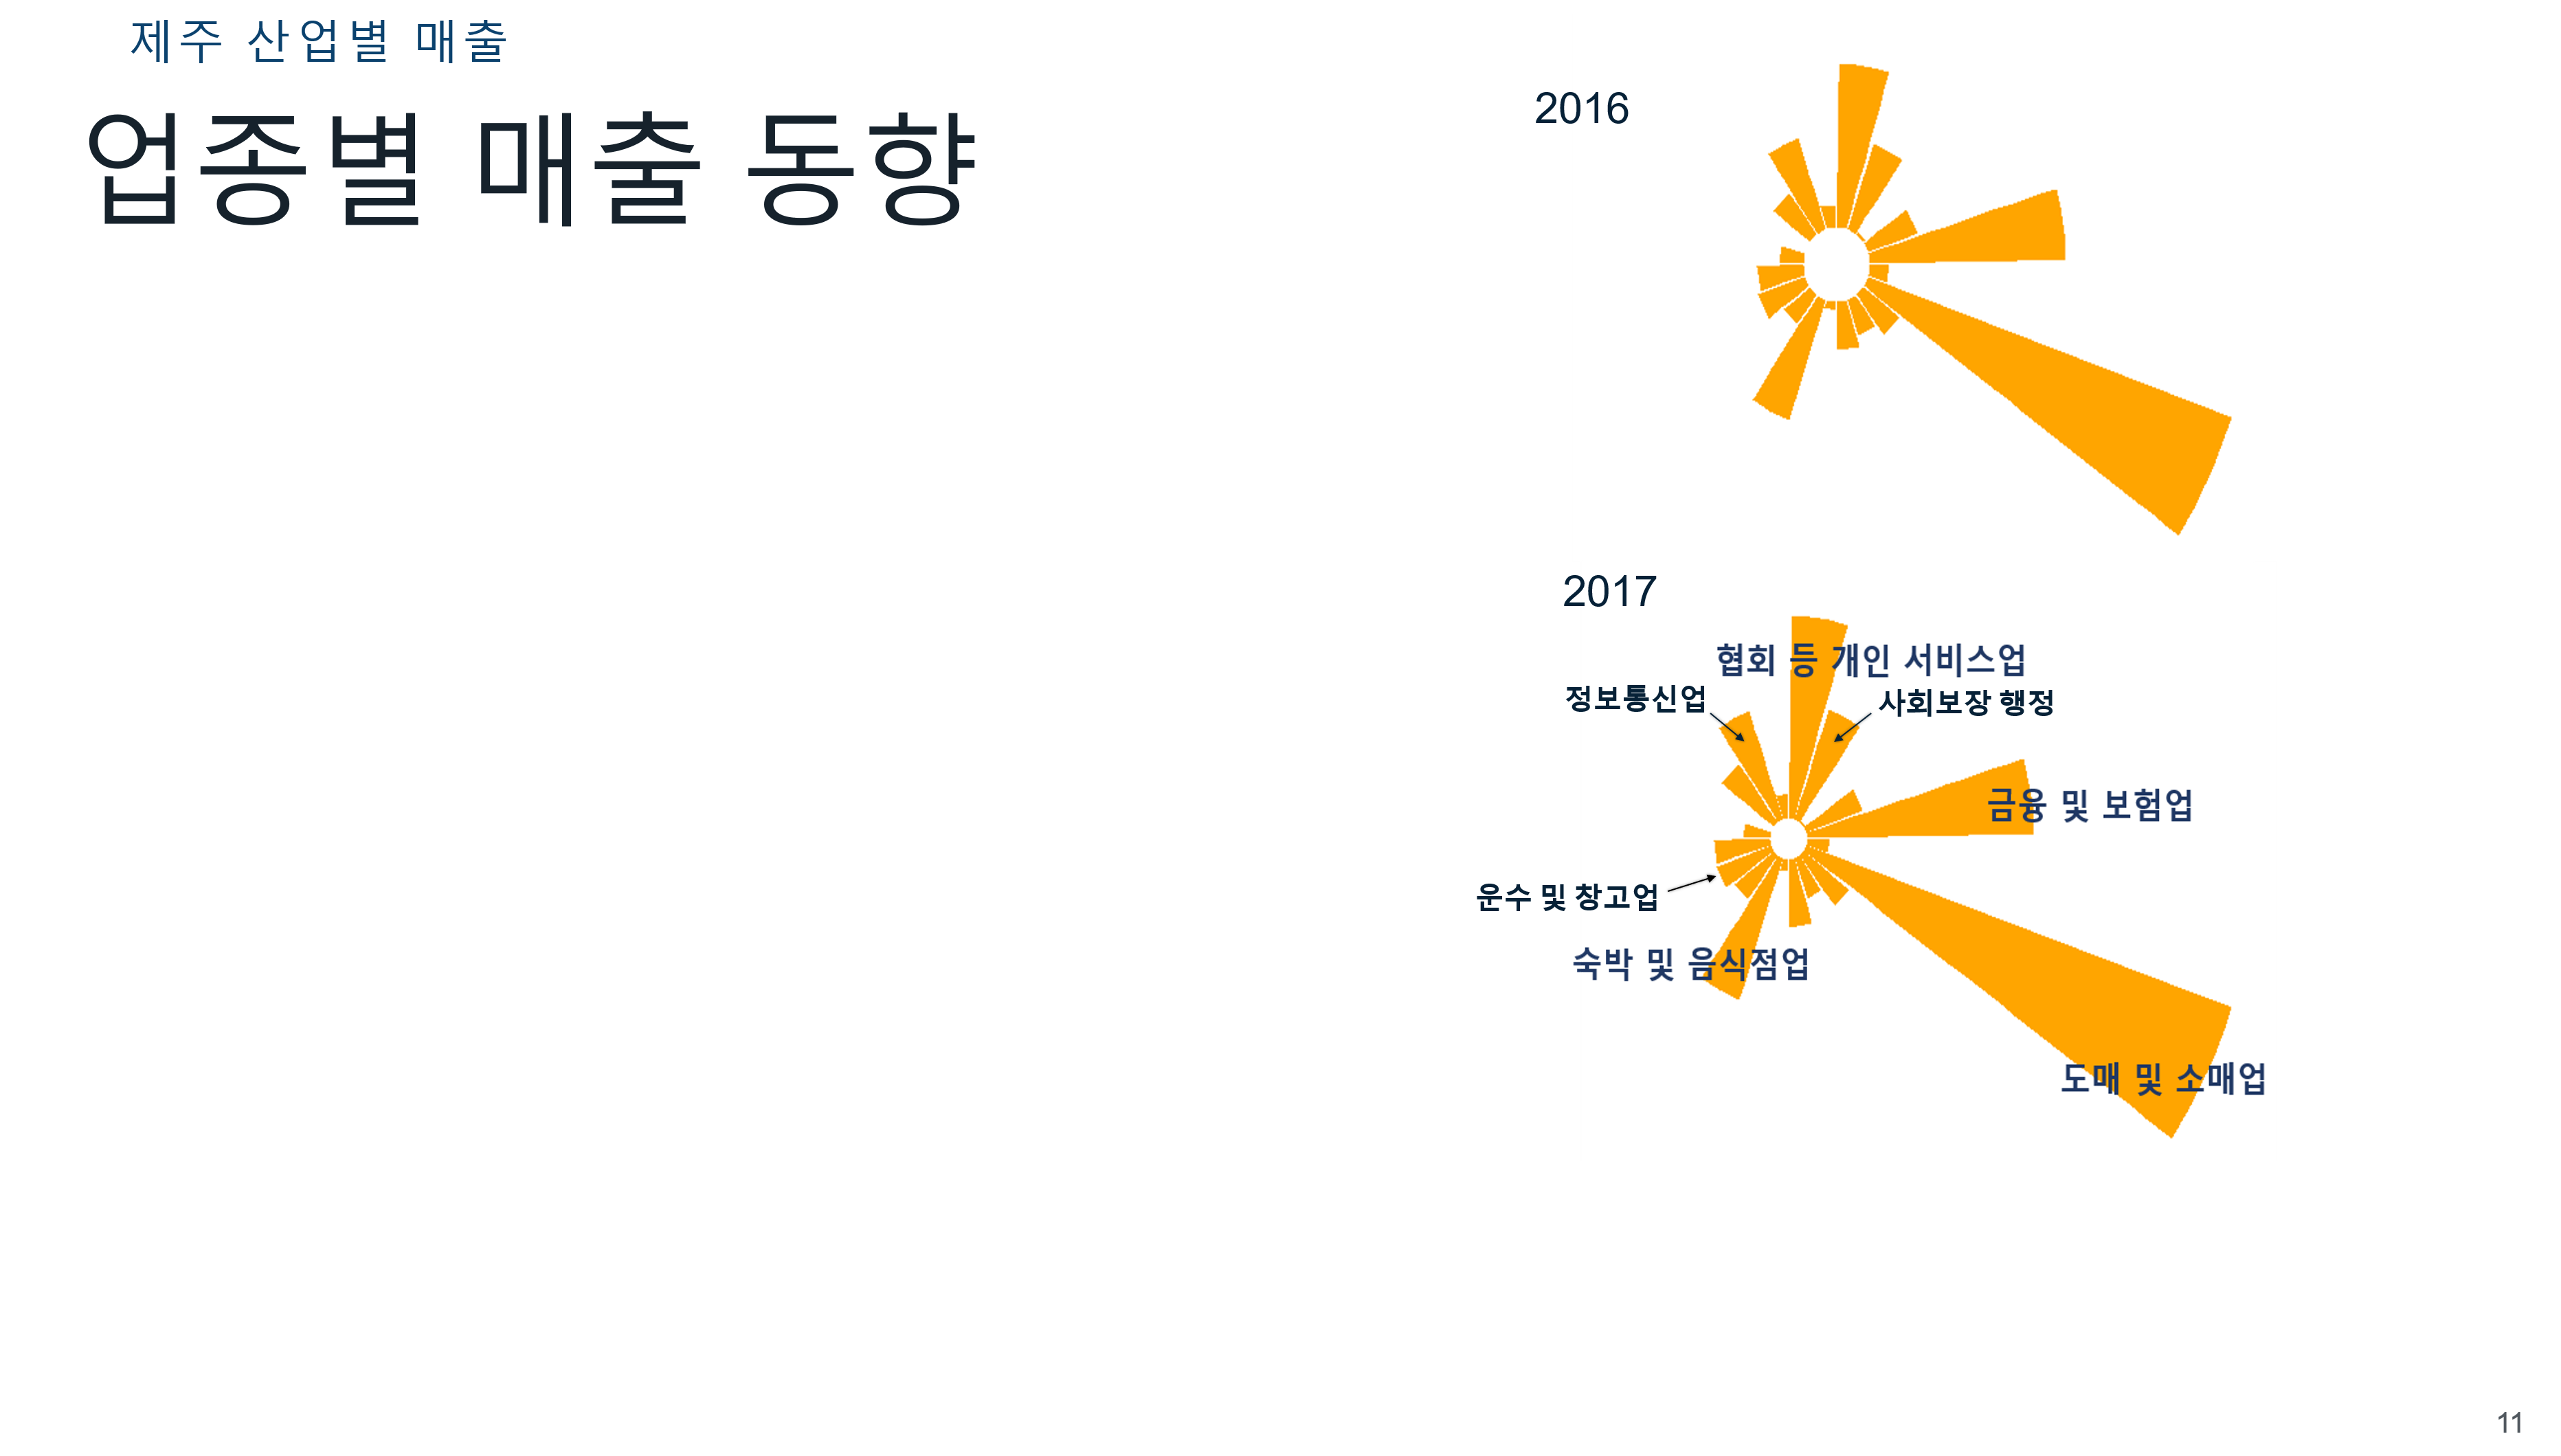 제주 산업별 매출
업종별 매출 동향
2016
2017
협회 등 개인 서비스업
정보통신업
사회보장 행정
금융 및 보험업
운수 및 창고업
숙박 및 음식점업
도매 및 소매업
11